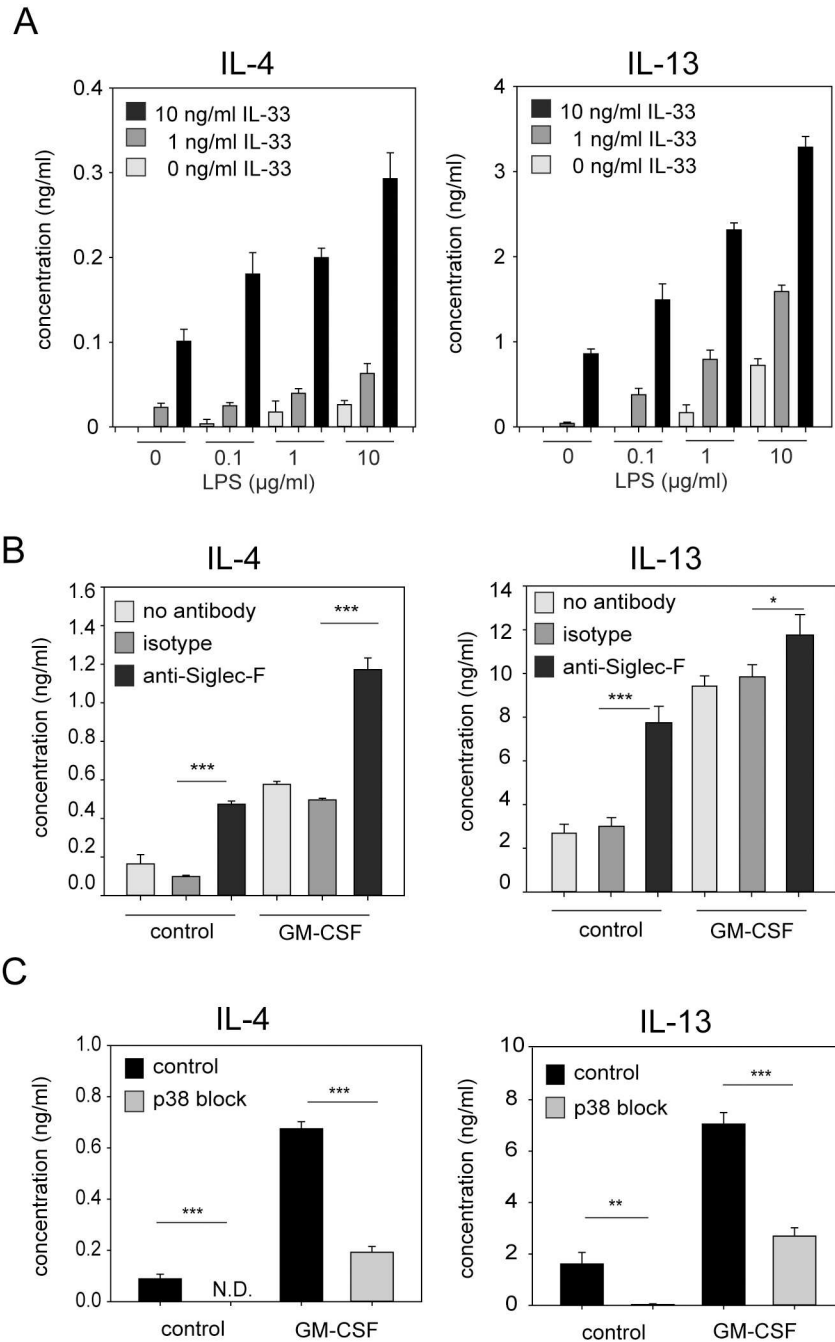 A
IL-4
0.4
0.3
0.2
0.1
0
concentration (ng/ml)
10 ng/ml IL-33
1 ng/ml IL-33
0 ng/ml IL-33
0 0.1 1 10
LPS (µg/ml)
IL-13
4
3
2
1
0
concentration (ng/ml)
10 ng/ml IL-33
1 ng/ml IL-33
0 ng/ml IL-33
0 0.1 1 10
LPS (µg/ml)
B
IL-4
1.6
1.4
1.2
1.0
0.8
0.6
0.4
0.2
0.0
concentration (ng/ml)
no antibody
isotype
anti-Siglec-F
***
***
control GM-CSF
IL-13
14
12
10
8
6
4
2
0
concentration (ng/ml)
no antibody
isotype
anti-Siglec-F
*
***
control GM-CSF
C
IL-4
1.0
0.8
0.6
0.4
0.2
0.0
concentration (ng/ml)
control
p38 block
***
***
N.D.
control GM-CSF
IL-13
10
8
6
4
2
0
concentration (ng/ml)
control
p38 block
***
**
control GM-CSF